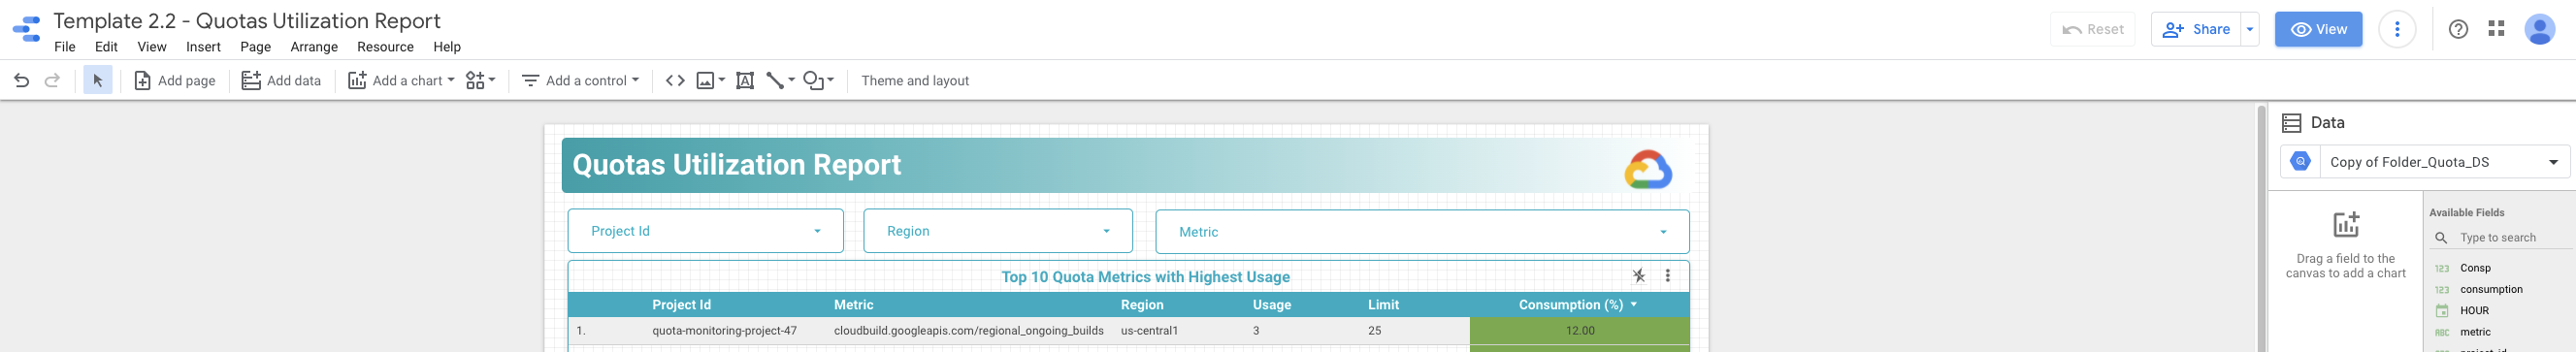 Template 2.2 - Quotas Utilization Report
File Edit View Insert Page Arrange Resource Help
Reset Share View
Add page Add data Add a chart Add a control Theme and layout
Quotas Utilization Report
Project Id Region Metric
Top 10 Quota Metrics with Highest Usage
Project Id Metric Region Usage Limit Consumption (%)
1. quota-monitoring-project-47 cloudbuild.googleapis.com/regional_ongoing_builds us-central1 3 25 12.00
Data
Copy of Folder_Quota_DS
Drag a field to the
canvas to add a chart
Available Fields
Type to search
123 Consp
123 consumption
HOUR
ABC metric